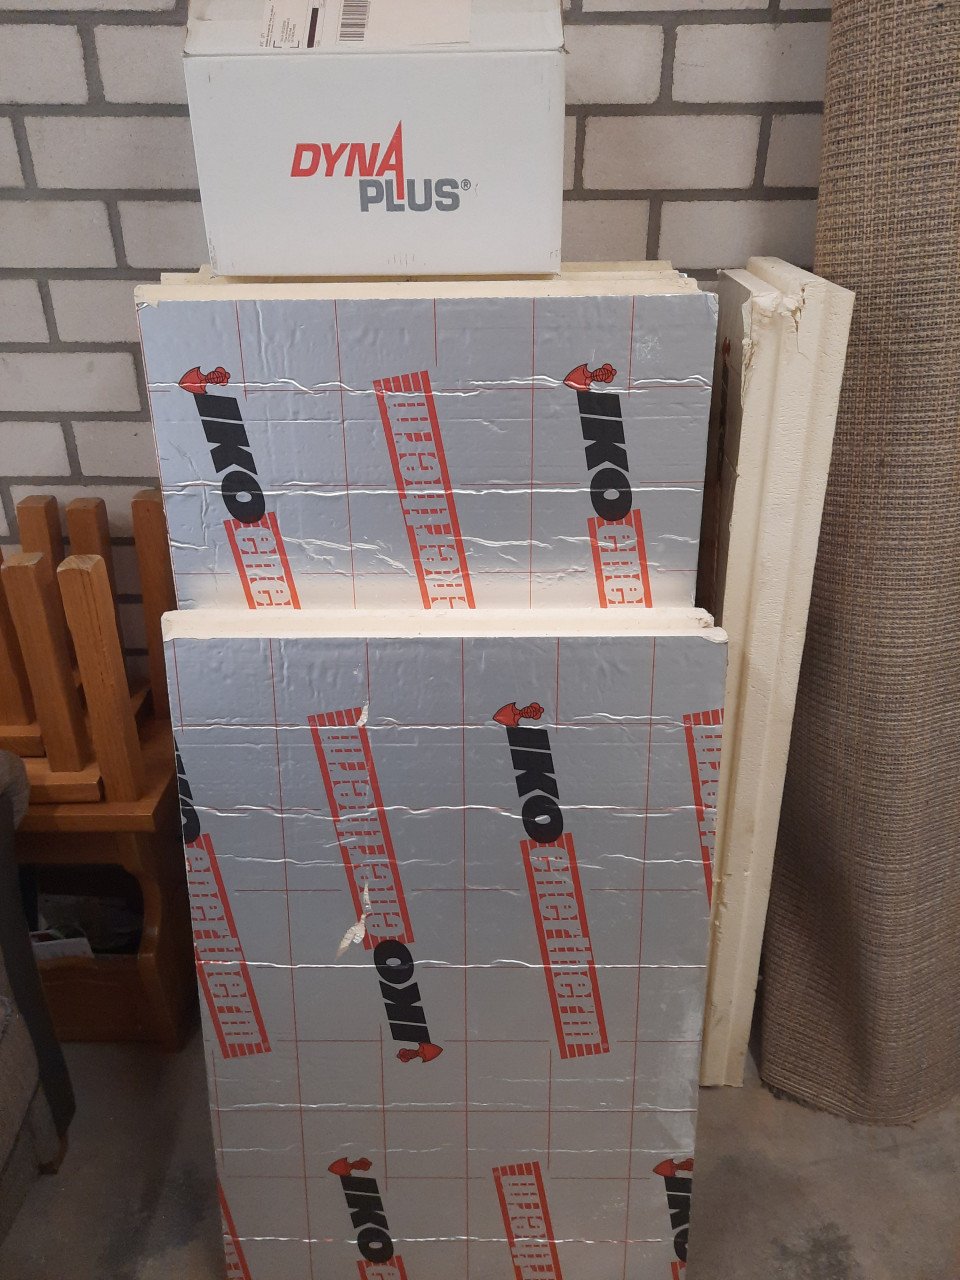 DYNA
PLUS®
IKO
enertherm
IKO
enertherm
IKO
enertherm
IKO
enertherm
IKO
enertherm
IKO
IKO